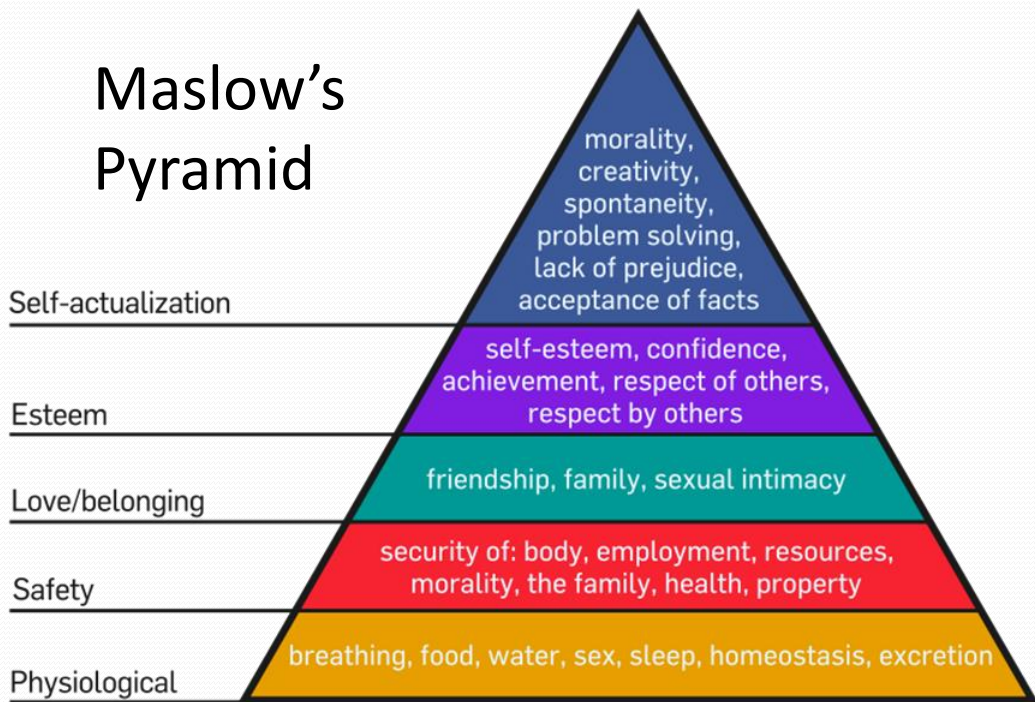 Maslow’s
Pyramid
morality,
creativity,
spontaneity,
problem solving,
lack of prejudice,
acceptance of facts
Self-actualization
self-esteem, confidence,
achievement, respect of others,
respect by others
Esteem
friendship, family, sexual intimacy
Love/belonging
security of: body, employment, resources,
morality, the family, health, property
Safety
breathing, food, water, sex, sleep, homeostasis, excretion
Physiological